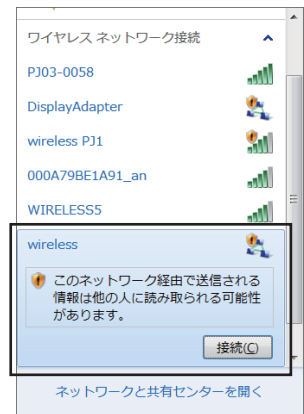 ワイヤレス ネットワーク接続
PJ03-0058
DisplayAdapter
wireless PJ1
000A79BE1A91_an
WIRELESS5
wireless
このネットワーク経由で送信される
情報は他の人に読み取られる可能性
があります。
接続(C)
ネットワークと共有センターを開く